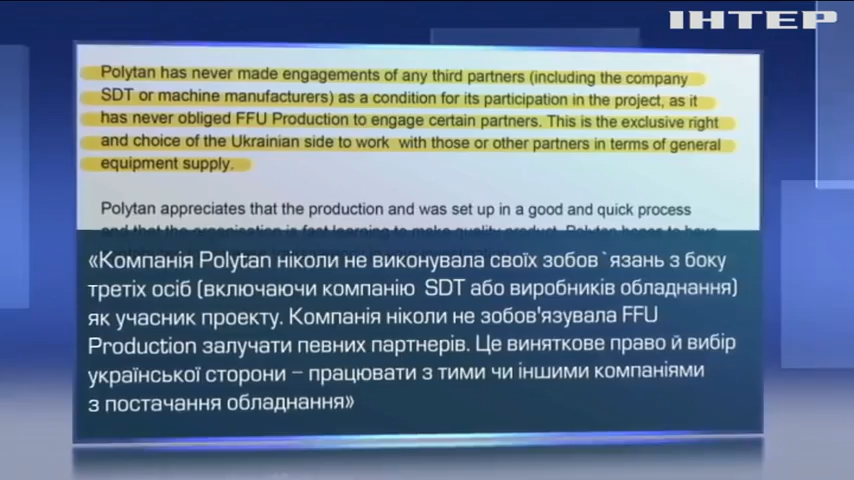 ІНТЕР
Polytan has never made engagements of any third partners (including the company
SDT or machine manufacturers) as a condition for its participation in the project, as it
has never obliged FFU Production to engage certain partners. This is the exclusive right
and choice of the Ukrainian side to work with those or other partners in terms of general
equipment supply.
Polytan appreciates that the production and was set up in a good and quick process
«Компанія Polytan ніколи не виконувала своїх зобов`язань з боку
третіх осіб (включаючи компанію SDT або виробників обладнання)
як учасник проекту. Компанія ніколи не зобов'язувала FFU
Production залучати певних партнерів. Це виняткове право й вибір
української сторони – працювати з тими чи іншими компаніями
з постачання обладнання»